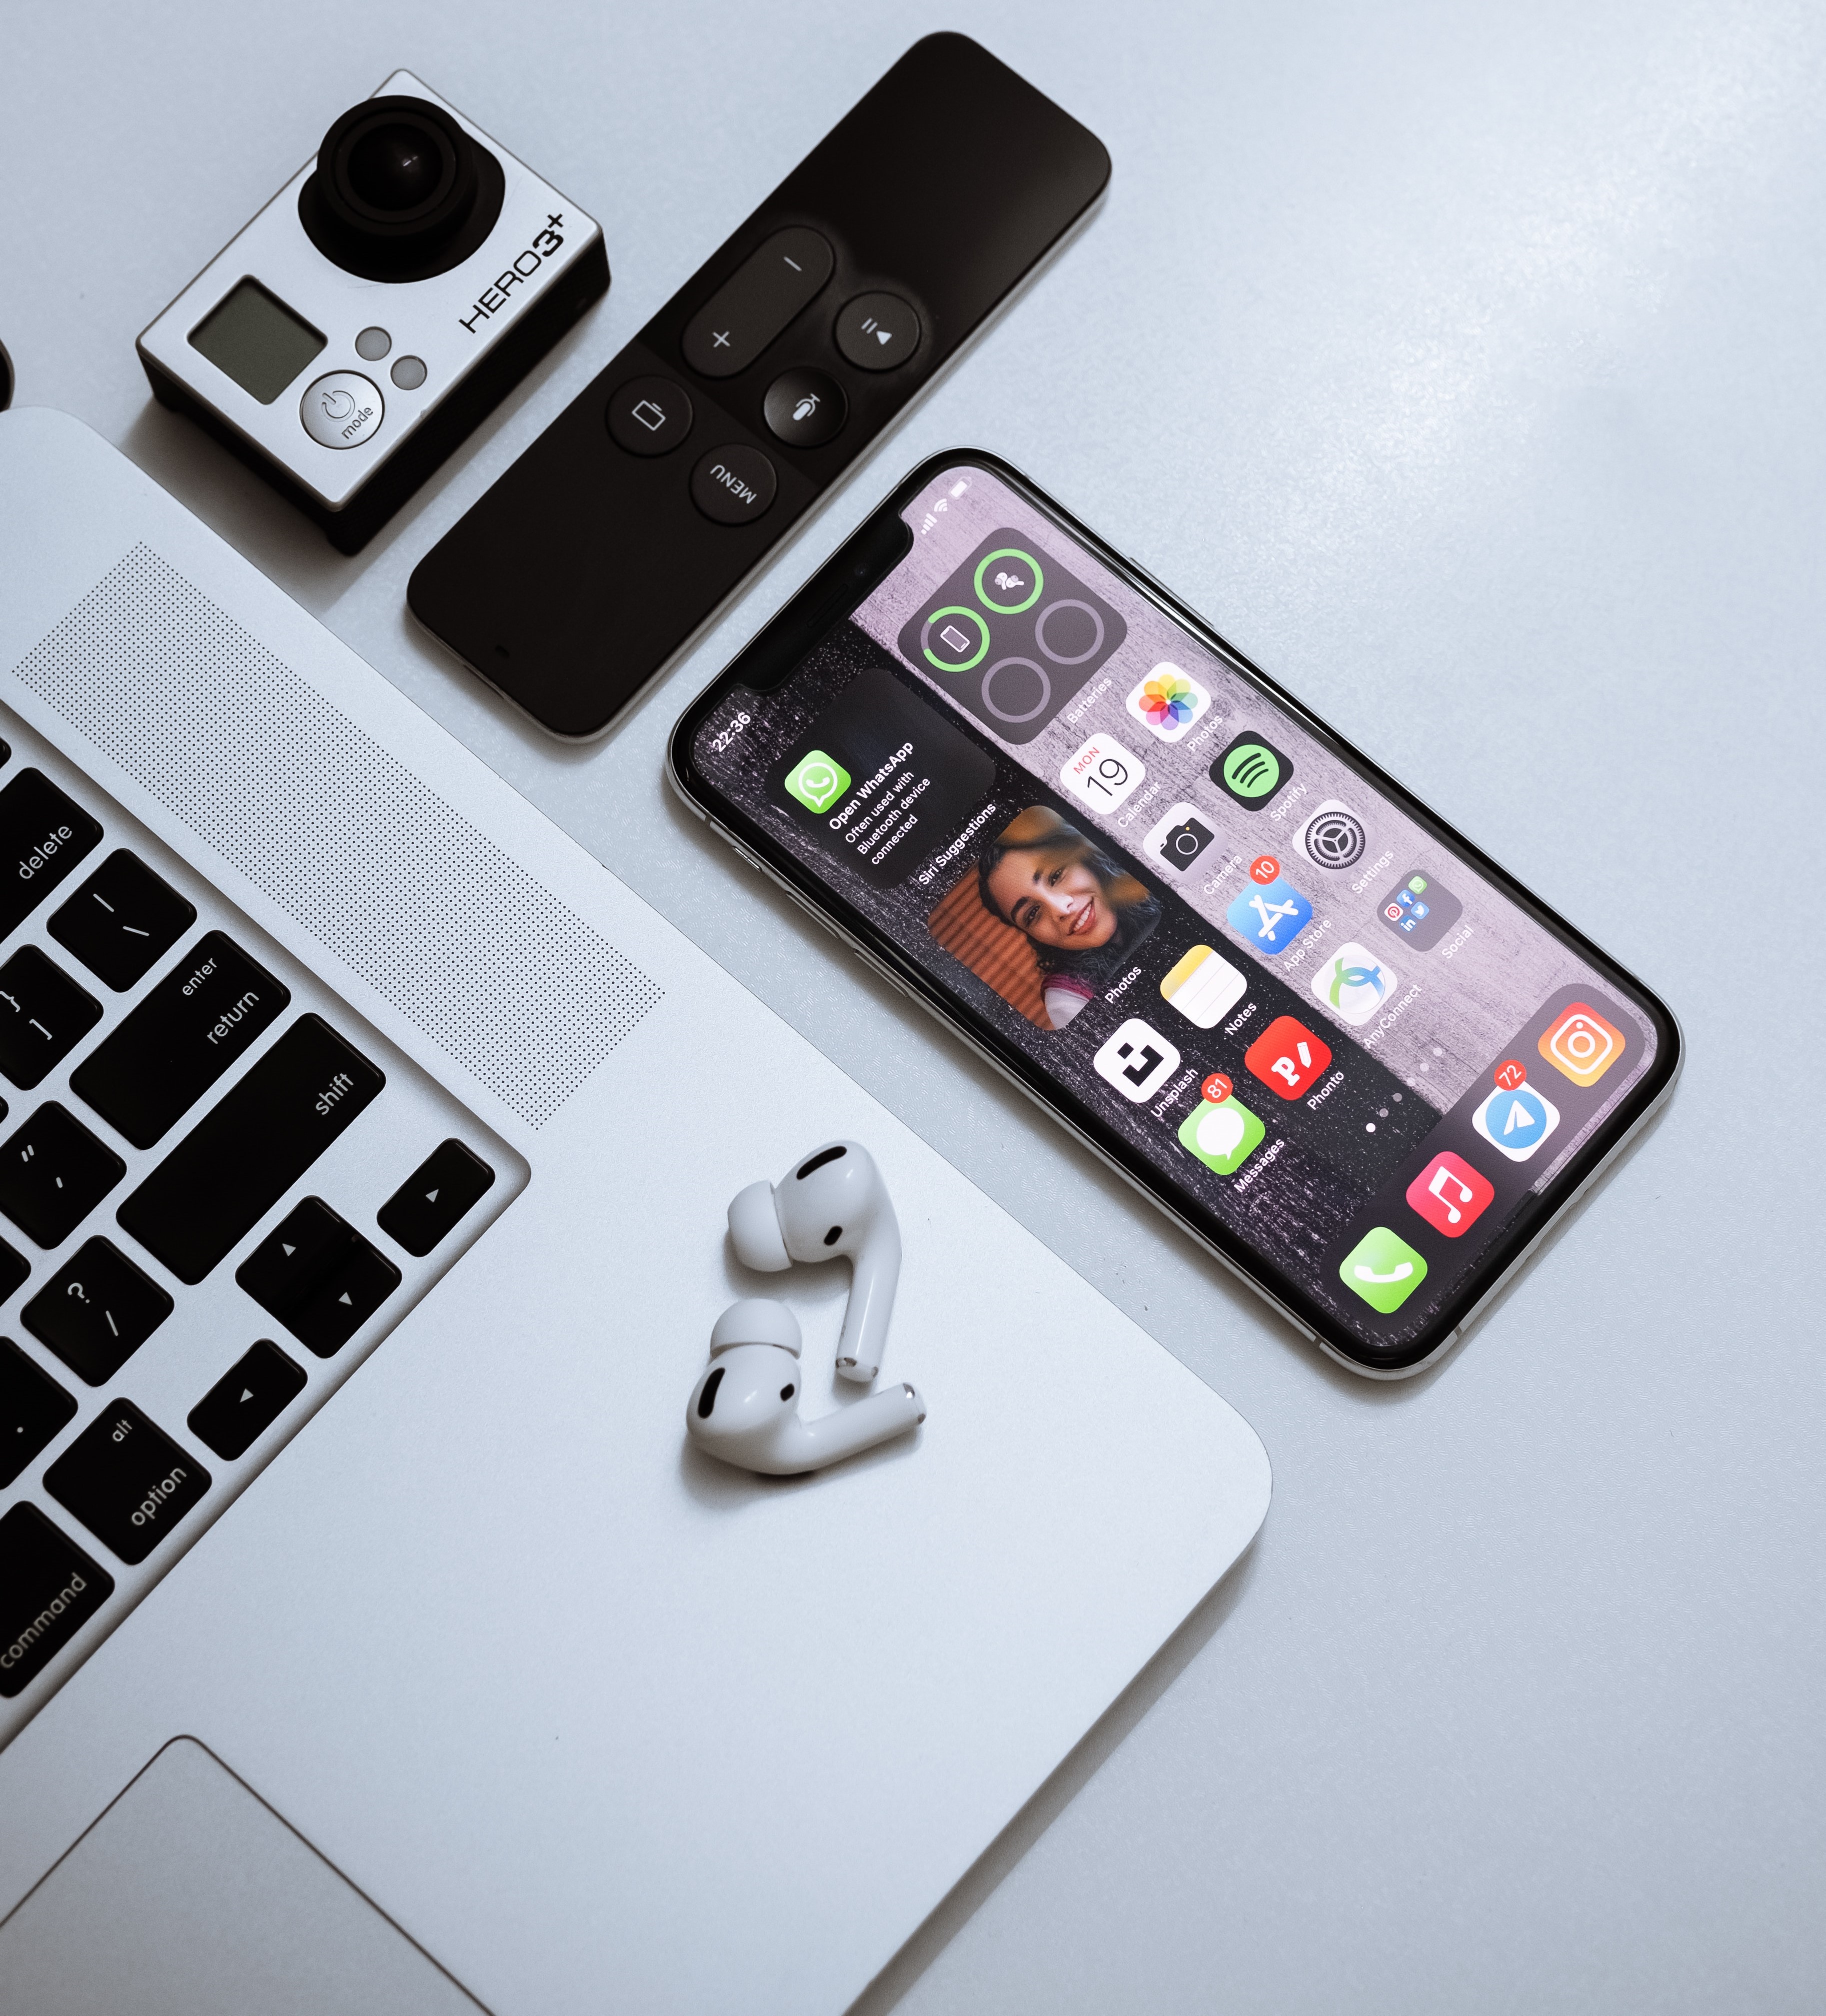 HERO3+
mode
MENU
22:36
Open WhatsApp
Often used with
Bluetooth device
connected
Siri Suggestions
Batteries
MON
19
Calendar
Photos
Camera
Spotify
Photos
10
App Store
Settings
Unsplash
Notes
AnyConnect
Social
in
81
Messages
Phonto
72
delete
|
\
}
]
enter
return
"
'
shift
?
/
.
alt
option
command